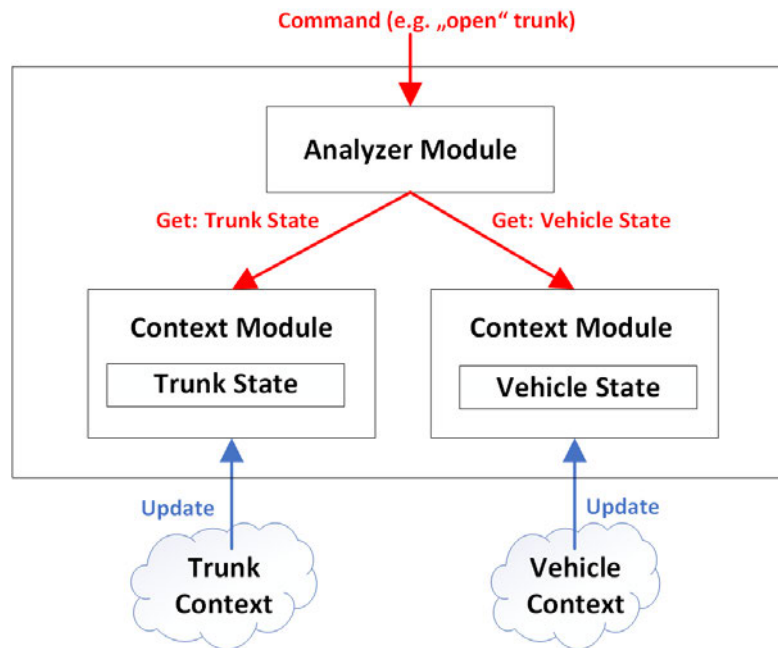 Command (e.g. „open“ trunk)
Analyzer Module
Get: Trunk State
Get: Vehicle State
Context Module
Trunk State
Context Module
Vehicle State
Update
Update
Trunk
Context
Vehicle
Context